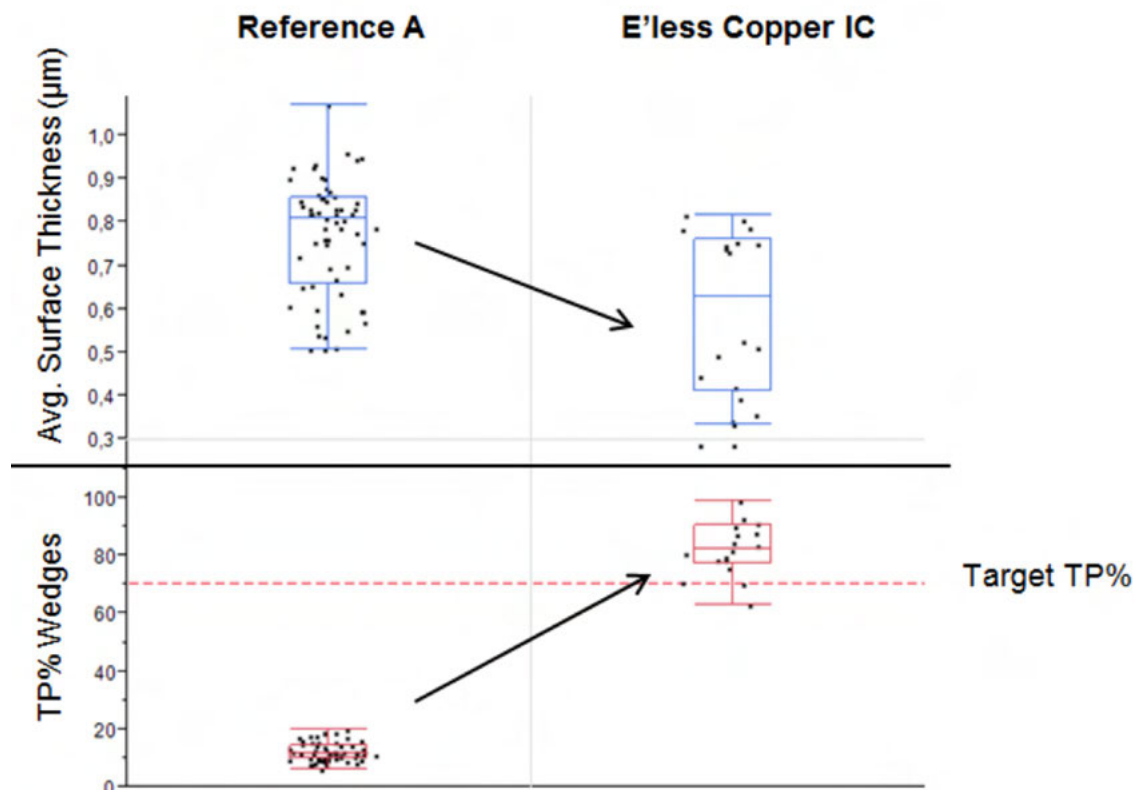 Reference A
E'less Copper IC
Avg. Surface Thickness (µm)
1,0
0,9
0,8
0,7
0,6
0,5
0,4
0,3
TP% Wedges
100
80
60
40
20
0
Target TP%